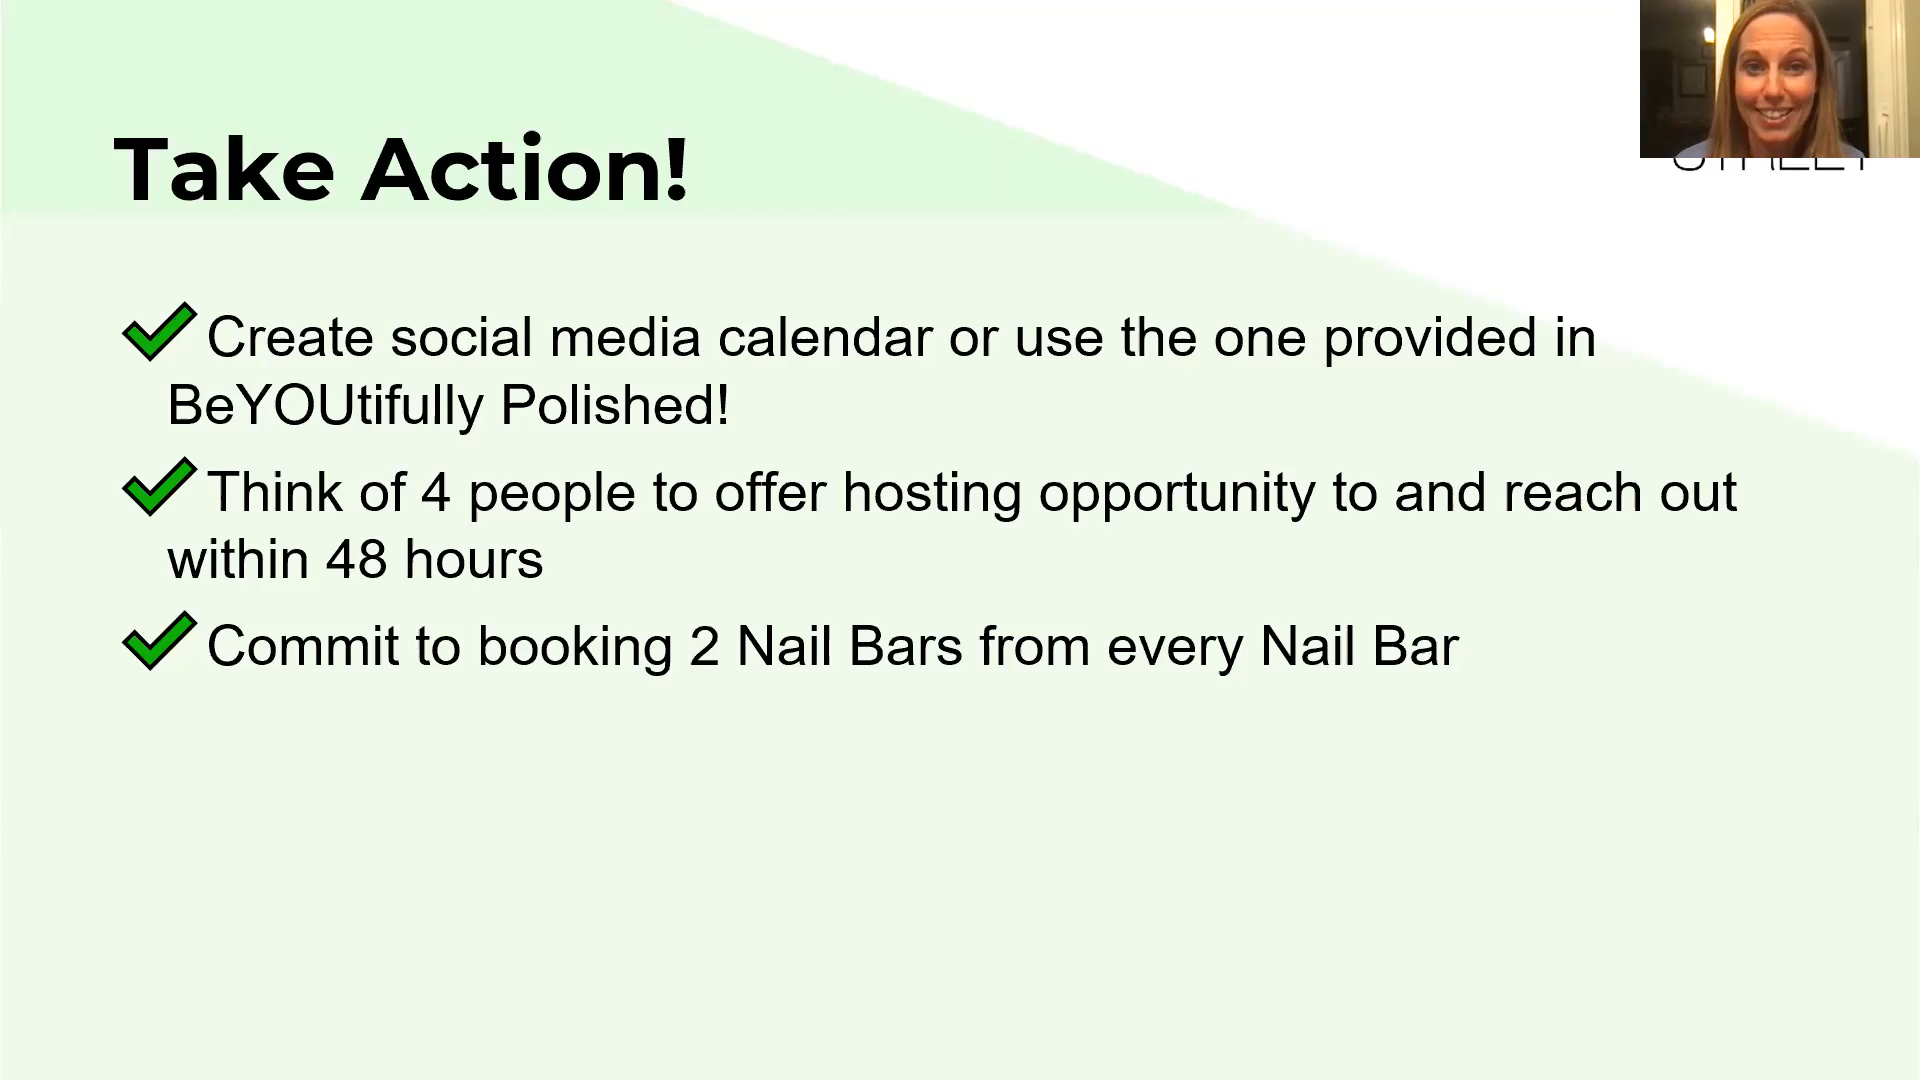 Take Action!
Create social media calendar or use the one provided in
BeYOUtifully Polished!
Think of 4 people to offer hosting opportunity to and reach out
within 48 hours
Commit to booking 2 Nail Bars from every Nail Bar